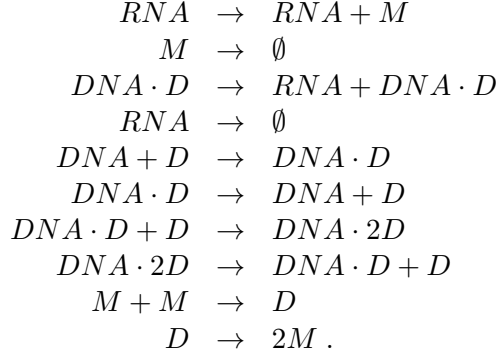 RNA → RNA + M
M → ∅
DNA · D → RNA + DNA · D
RNA → ∅
DNA + D → DNA · D
DNA · D → DNA + D
DNA · D + D → DNA · 2D
DNA · 2D → DNA · D + D
M + M → D
D → 2M .